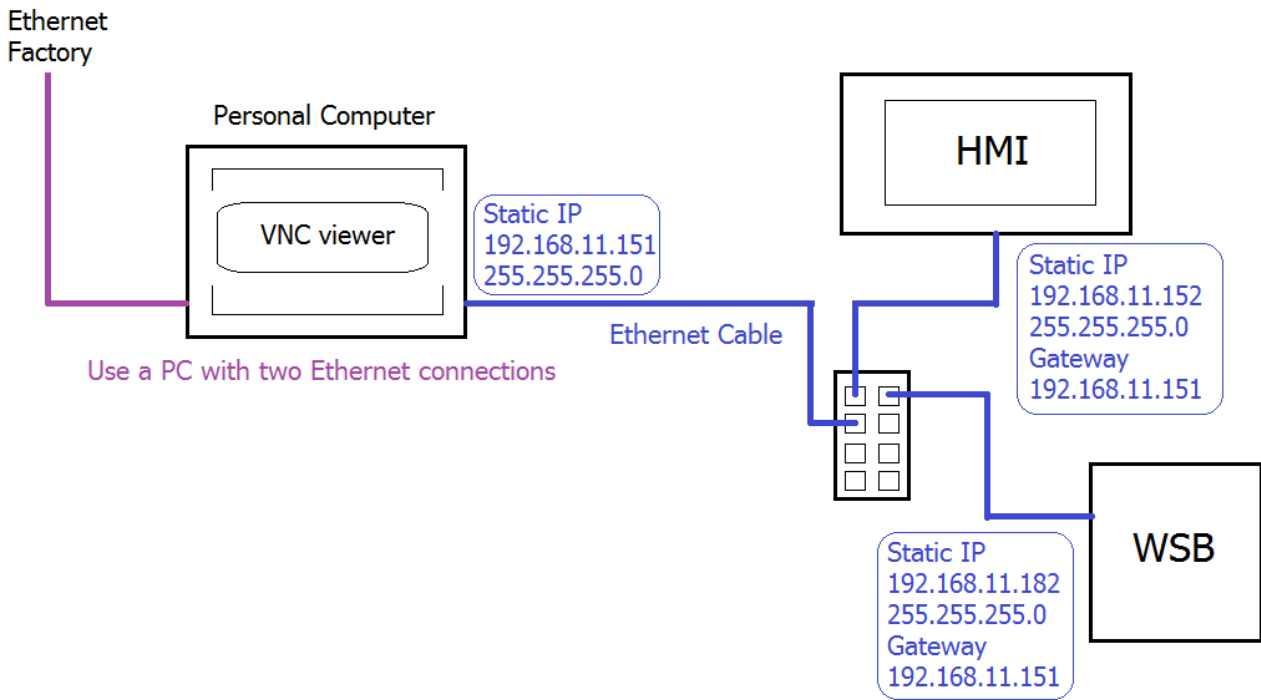 Ethernet
Factory
Personal Computer
VNC viewer
Static IP
192.168.11.151
255.255.255.0
Use a PC with two Ethernet connections
Ethernet Cable
HMI
Static IP
192.168.11.152
255.255.255.0
Gateway
192.168.11.151
WSB
Static IP
192.168.11.182
255.255.255.0
Gateway
192.168.11.151